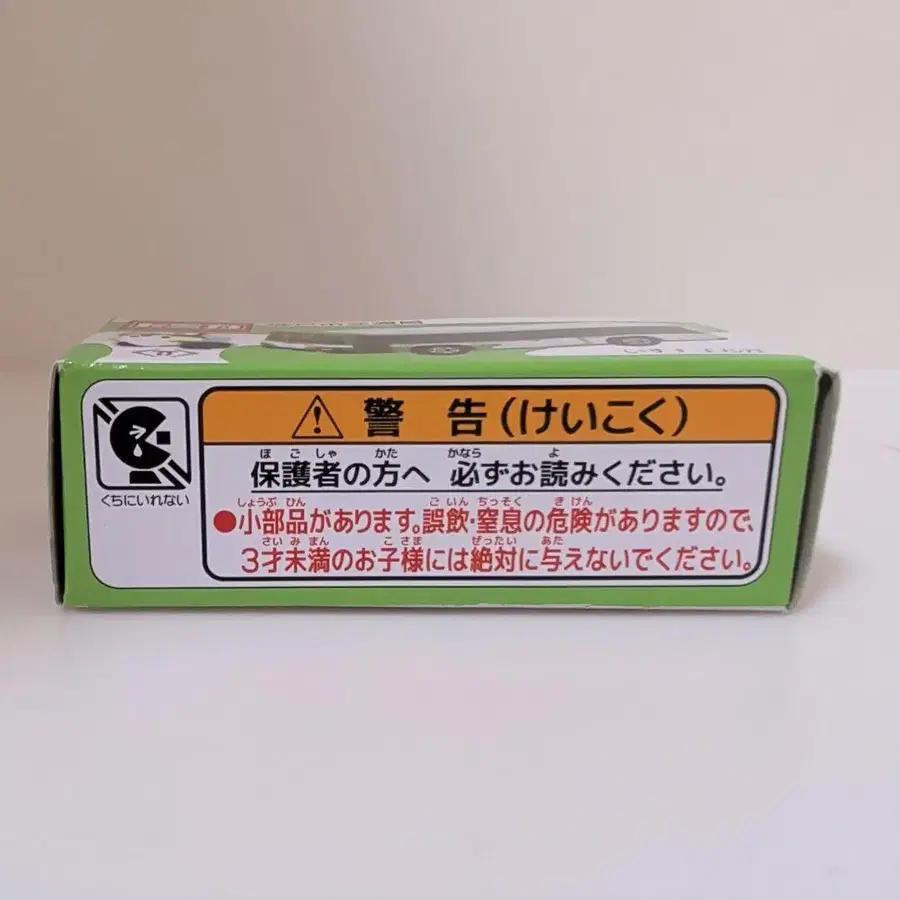 警 告(けいこく)
保護者の方へ 必ずお読みください。
ほごしゃ かた かなら よ
くちにいれない
しょうぶひん ごいん ちっそく きけん
●小部品があります。誤飲・窒息の危険がありますので、
さいみまん こさま ぜったい あた
3才未満のお子様には絶対に与えないでください。